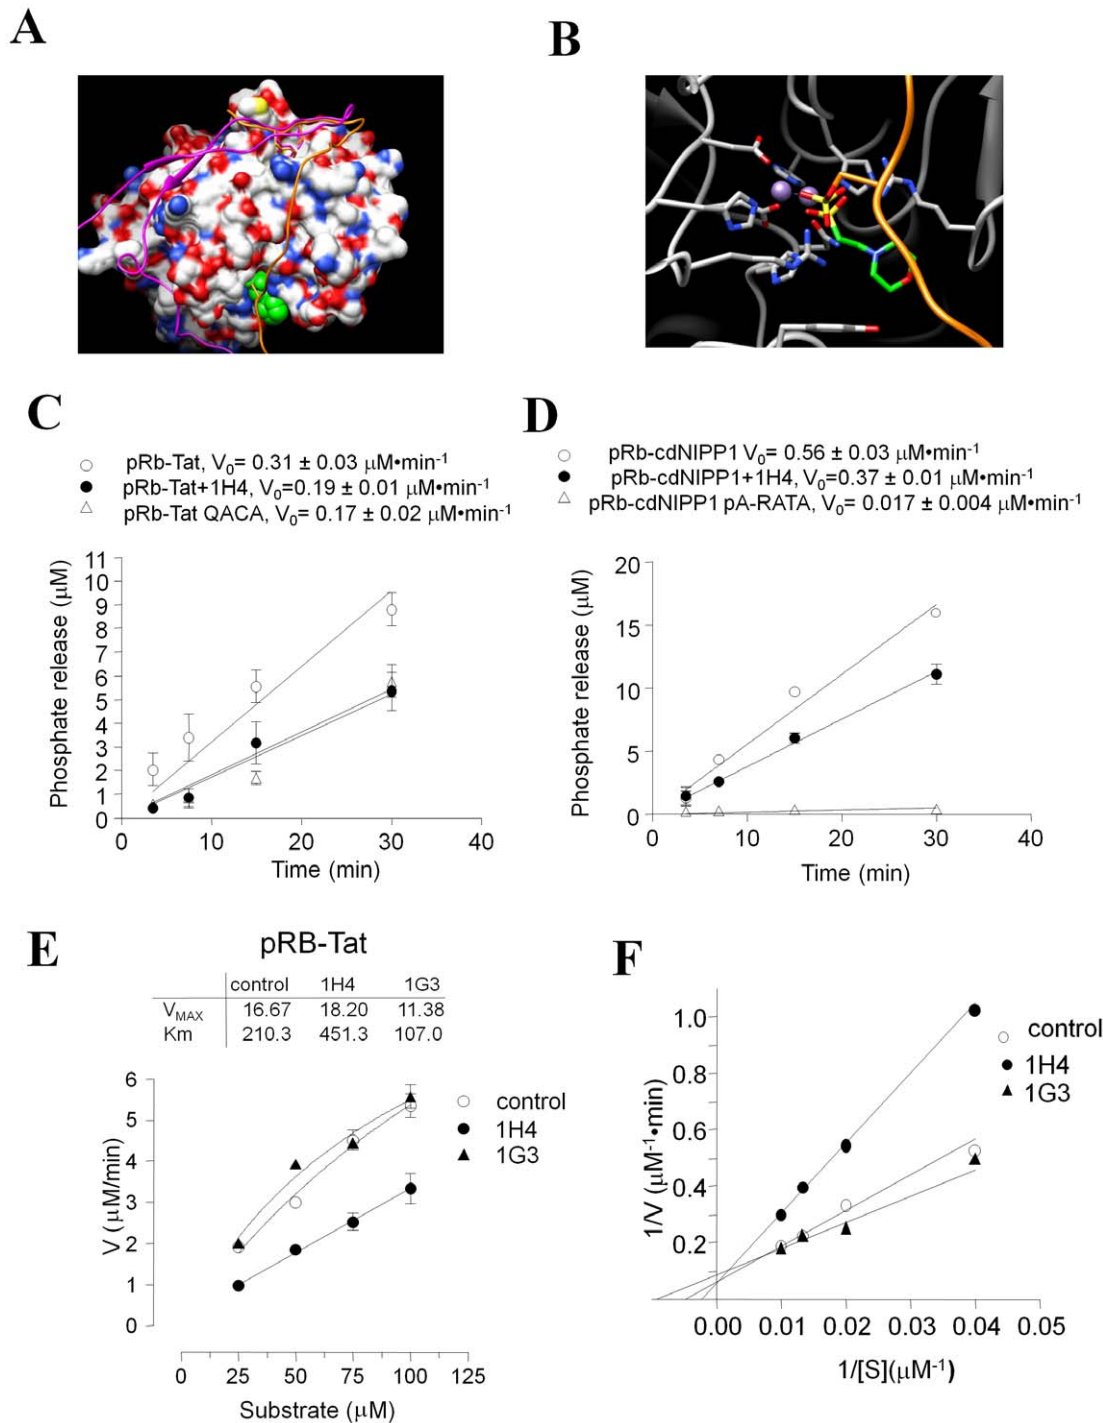 A
B
C
pRb-Tat, V₀= 0.31 ± 0.03 μM•min⁻¹
pRb-Tat+1H4, V₀=0.19 ± 0.01 μM•min⁻¹
pRb-Tat QACA, V₀= 0.17 ± 0.02 μM•min⁻¹
11
10
9
8
7
6
5
4
3
2
1
0
Phosphate release (μM)
0 10 20 30 40
Time (min)
D
pRb-cdNIPP1 V₀= 0.56 ± 0.03 μM•min⁻¹
pRb-cdNIPP1+1H4, V₀=0.37 ± 0.01 μM•min⁻¹
pRb-cdNIPP1 pA-RATA, V₀= 0.017 ± 0.004 μM•min⁻¹
20
15
10
5
0
Phosphate release (μM)
0 10 20 30 40
Time (min)
E
pRB-Tat
control 1H4 1G3
VMAX 16.67 18.20 11.38
Km 210.3 451.3 107.0
6
5
4
3
2
1
0
V (μM/min)
control
1H4
1G3
0 25 50 75 100 125
Substrate (μM)
F
1.0
0.8
0.6
0.4
0.2
1/V (μM⁻¹•min)
control
1H4
1G3
0.00 0.01 0.02 0.03 0.04 0.05
1/[S](μM⁻¹)